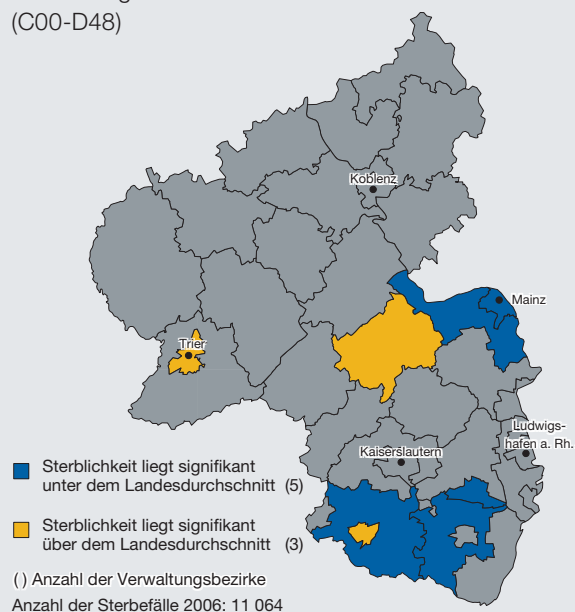 (C00-D48)
Koblenz
Mainz
Trier
Ludwigs-
hafen a. Rh.
Kaiserslautern
Sterblichkeit liegt signifikant
unter dem Landesdurchschnitt (5)
Sterblichkeit liegt signifikant
über dem Landesdurchschnitt (3)
( ) Anzahl der Verwaltungsbezirke
Anzahl der Sterbefälle 2006: 11 064